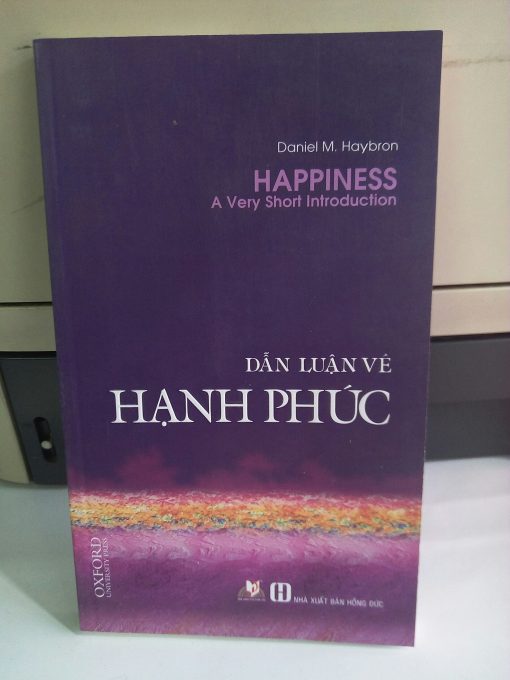 Daniel M. Haybron
HAPPINESS
A Very Short Introduction
DẪN LUẬN VỀ
HẠNH PHÚC
OXFORD
UNIVERSITY PRESS
NHÀ XUẤT BẢN HỒNG ĐỨC